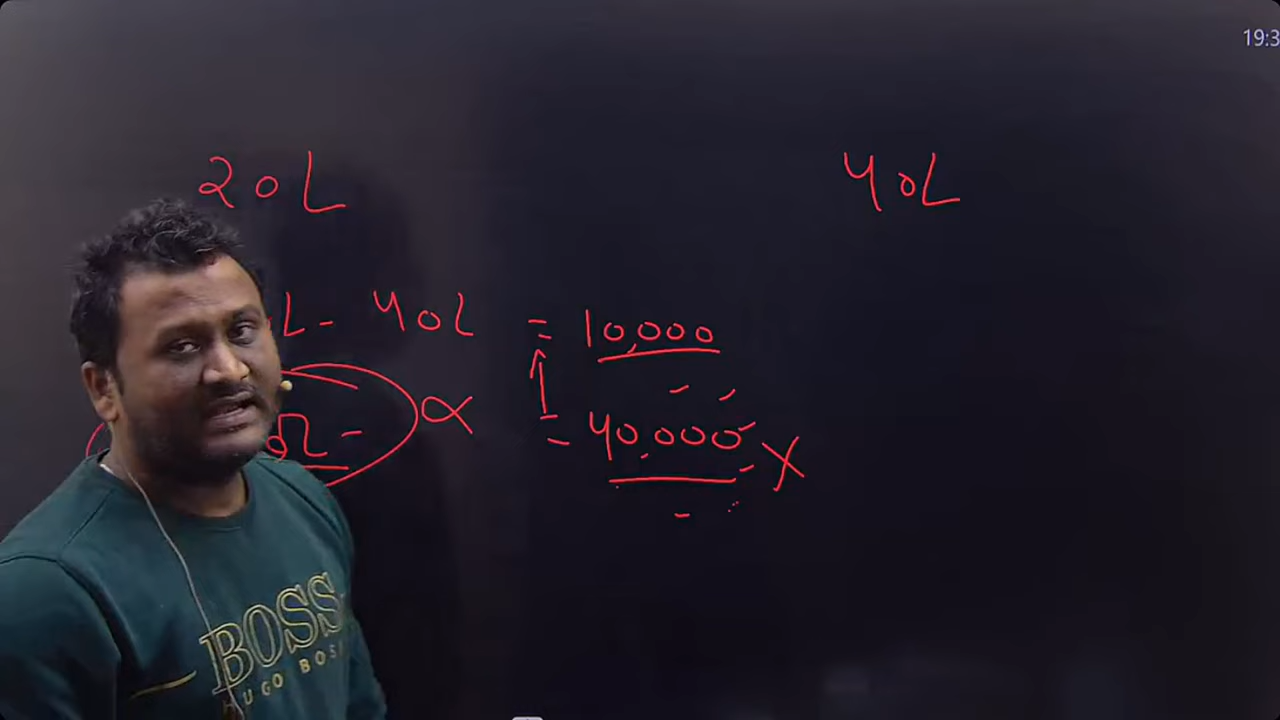 19:3
20L
40L
L - 40L = 10,000
= 40,000 X
BOSS
HUGO BOSS